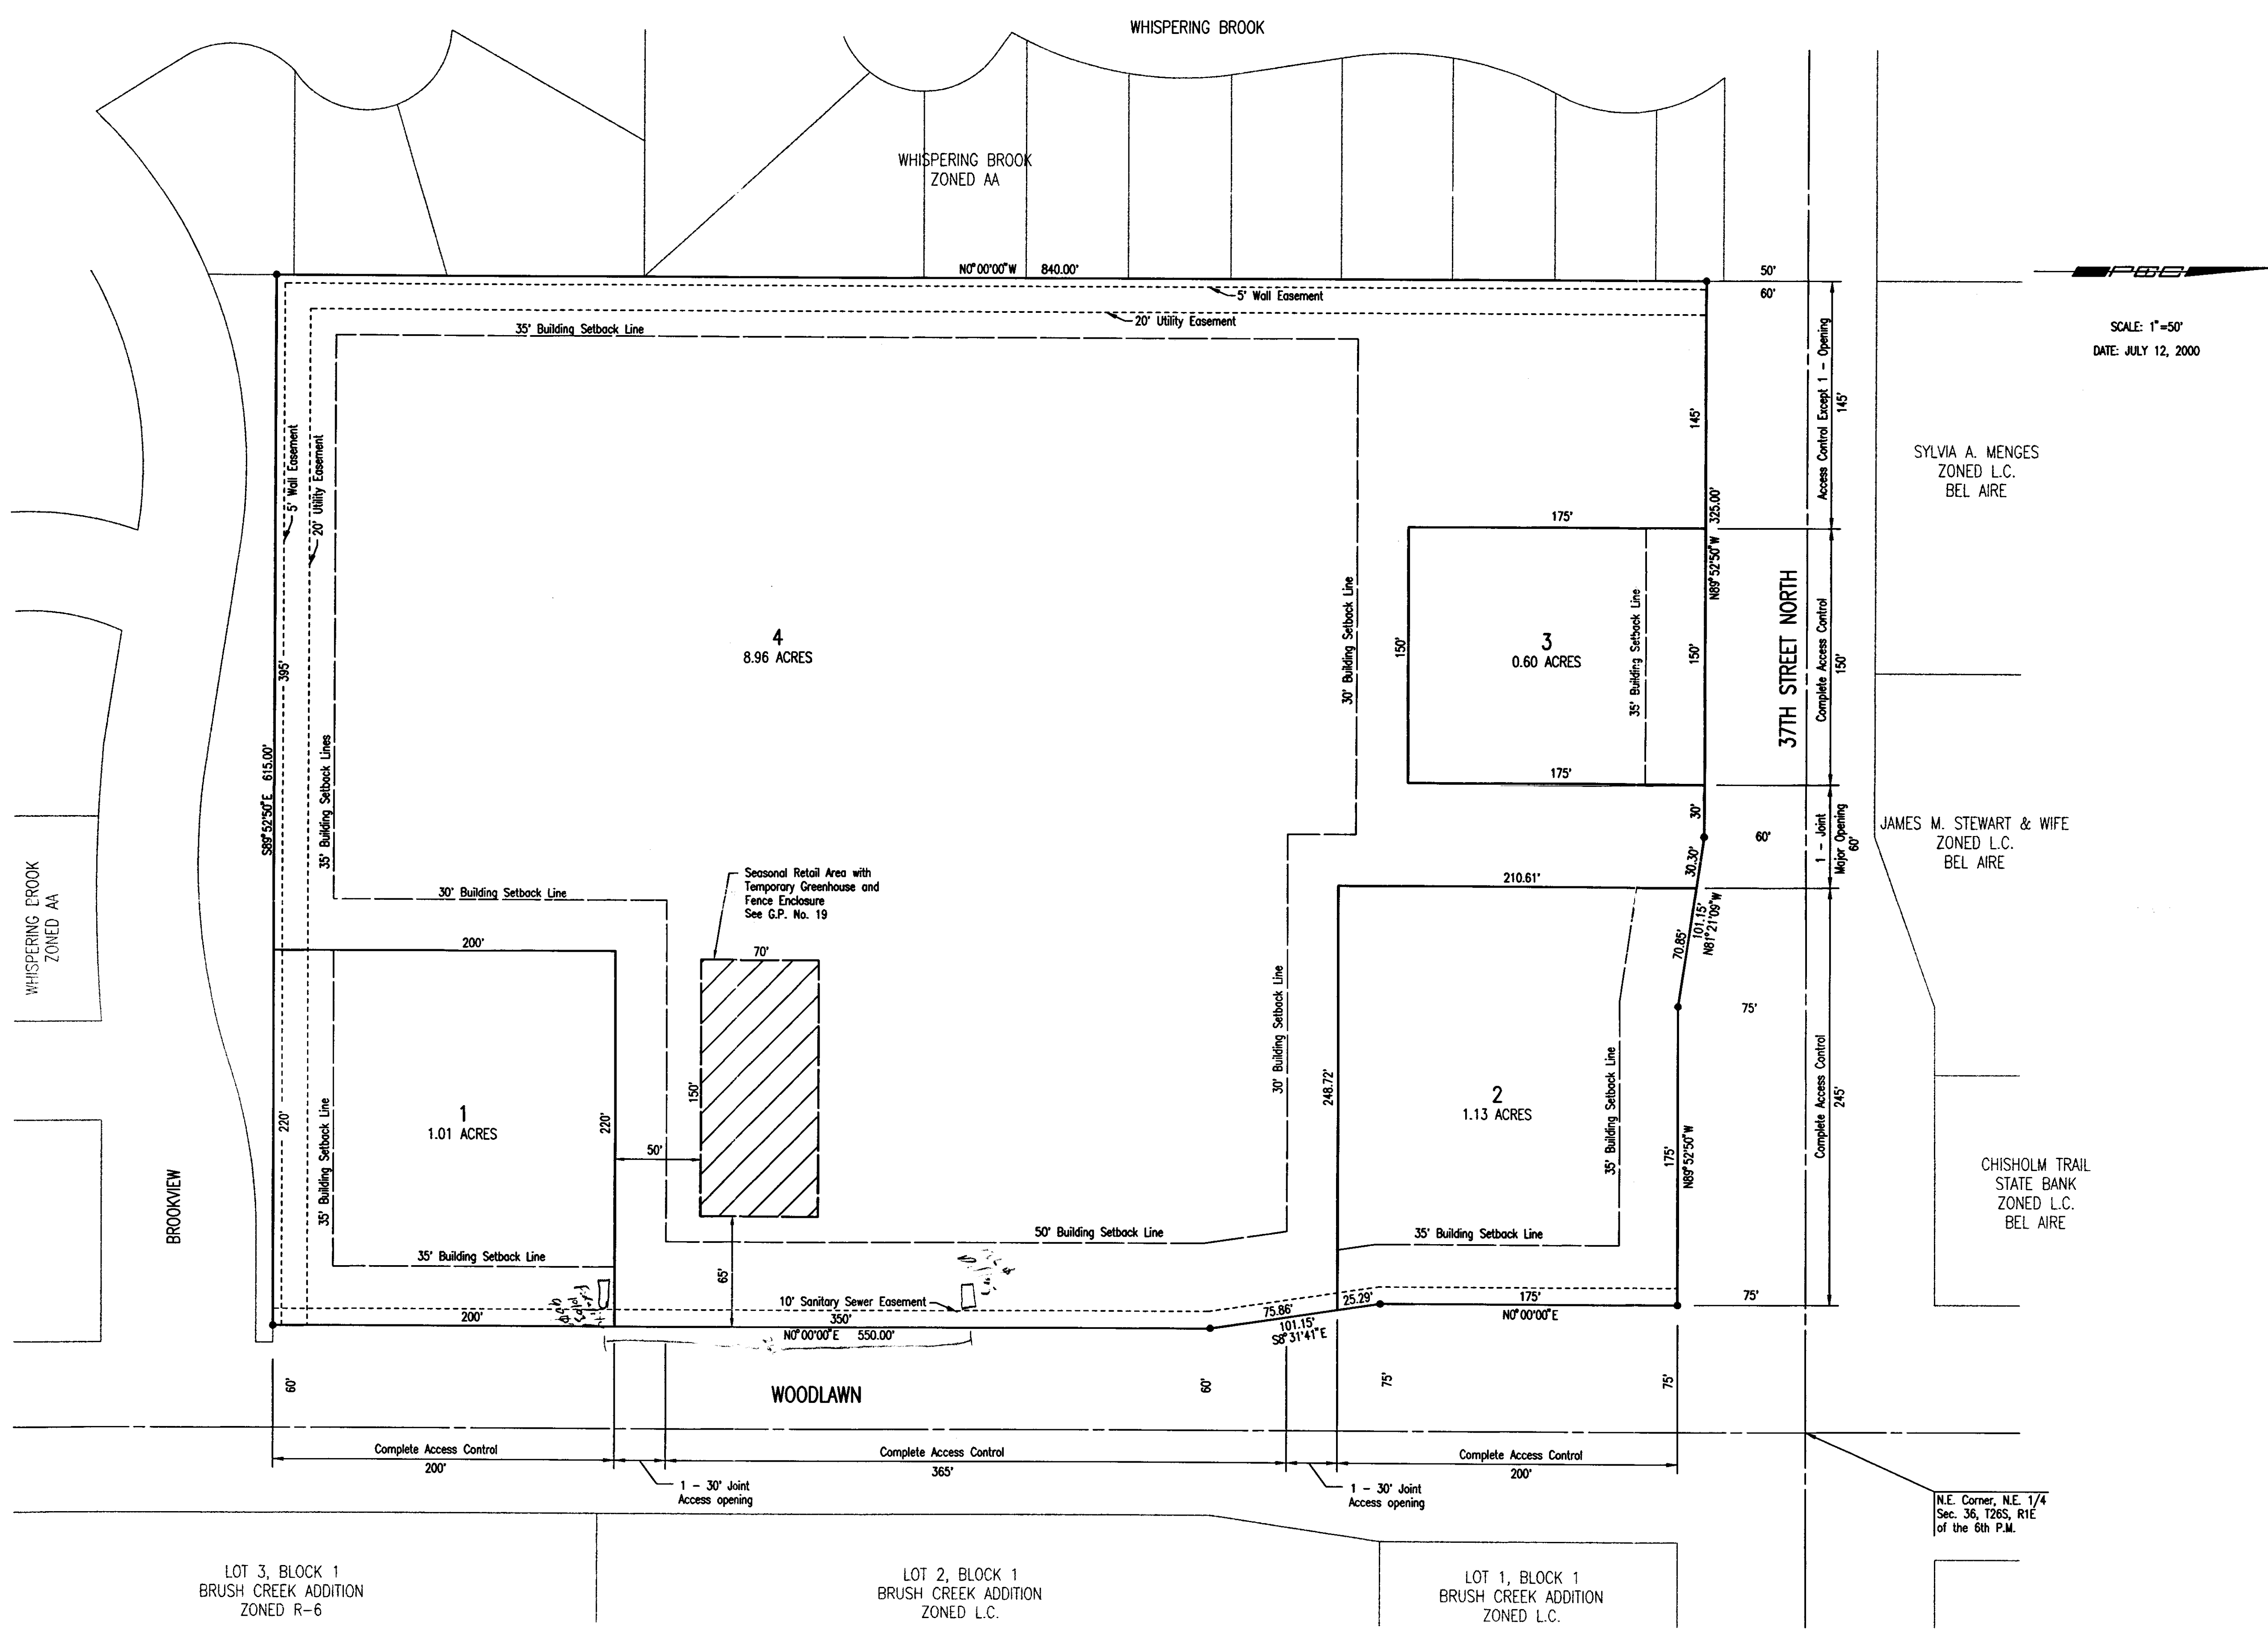 WHISPERING BROOK
WHISPERING BROOK
ZONED AA
N0°00'00"W 840.00'
5' Wall Easement
20' Utility Easement
35' Building Setback Line
50'
60'
SCALE: 1"=50'
DATE: JULY 12, 2000
5' Wall Easement
20' Utility Easement
395'
S89°52'50"E 615.00'
35' Building Setback Lines
4
8.96 ACRES
30' Building Setback Line
145'
325.00'
N89°52'50"W
Access Control Except 1 - Opening
145'
SYLVIA A. MENGES
ZONED L.C.
BEL AIRE
175'
150'
3
0.60 ACRES
35' Building Setback Line
150'
175'
37TH STREET NORTH
Complete Access Control
150'
30'
60'
1 - Joint
Major Opening
60'
JAMES M. STEWART & WIFE
ZONED L.C.
BEL AIRE
30.30'
101.15'
N81°21'09"W
70.85'
75'
WHISPERING BROOK
ZONED AA
30' Building Setback Line
Seasonal Retail Area with
Temporary Greenhouse and
Fence Enclosure
See G.P. No. 19
70'
150'
50'
65'
200'
220'
1
1.01 ACRES
220'
35' Building Setback Line
35' Building Setback Line
30' Building Setback Line
210.61'
248.72'
2
1.13 ACRES
35' Building Setback Line
175'
N89°52'50"W
Complete Access Control
245'
CHISHOLM TRAIL
STATE BANK
ZONED L.C.
BEL AIRE
BROOKVIEW
50' Building Setback Line
35' Building Setback Line
10' Sanitary Sewer Easement
200'
350'
N0°00'00"E 550.00'
75.86'
25.29'
101.15'
S8°31'41"E
175'
N0°00'00"E
75'
60'
WOODLAWN
60'
75'
75'
Complete Access Control
200'
Complete Access Control
365'
Complete Access Control
200'
1 - 30' Joint
Access opening
1 - 30' Joint
Access opening
N.E. Corner, N.E. 1/4
Sec. 36, T26S, R1E
of the 6th P.M.
LOT 3, BLOCK 1
BRUSH CREEK ADDITION
ZONED R-6
LOT 2, BLOCK 1
BRUSH CREEK ADDITION
ZONED L.C.
LOT 1, BLOCK 1
BRUSH CREEK ADDITION
ZONED L.C.